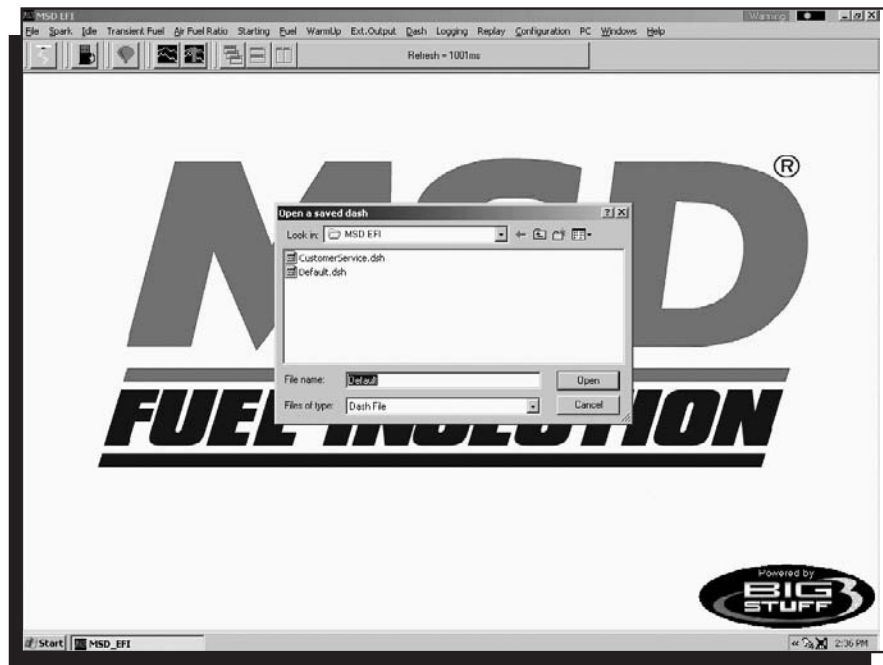 MSD EFI
Warning
File Spark Idle Transient Fuel Air Fuel Ratio Starting Fuel WarmUp Ext.Output Dash Logging Replay Configuration PC Windows Help
Refresh = 1001ms
MSD ®
Open a saved dash
Look in: MSD EFI
CustomerService.dsh
Default.dsh
File name: Default Open
Files of type: Dash File Cancel
FUEL INJECTION
Powered by
BIG 3
STUFF
Start MSD_EFI 2:36 PM